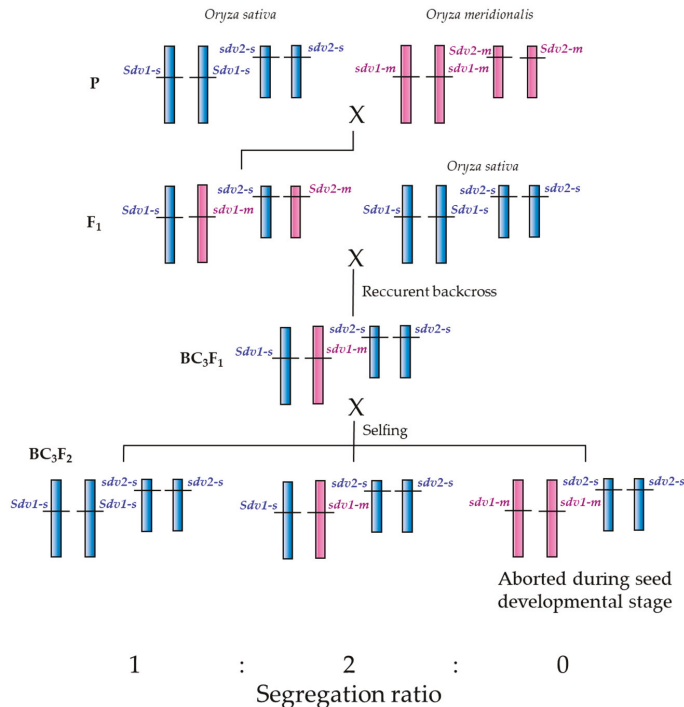 Oryza sativa Oryza meridionalis
sdv2-s sdv2-s Sdv2-m Sdv2-m
Sdv1-s Sdv1-s sdv1-m sdv1-m
P
X
Oryza sativa
sdv2-s Sdv2-m sdv2-s sdv2-s
Sdv1-s sdv1-m Sdv1-s Sdv1-s
F1
X
Reccurent backcross
sdv2-s sdv2-s
Sdv1-s sdv1-m
BC3F1
X
Selfing
BC3F2
sdv2-s sdv2-s sdv2-s sdv2-s sdv2-s sdv2-s
Sdv1-s Sdv1-s Sdv1-s sdv1-m sdv1-m sdv1-m
Aborted during seed
developmental stage
1 : 2 : 0
Segregation ratio